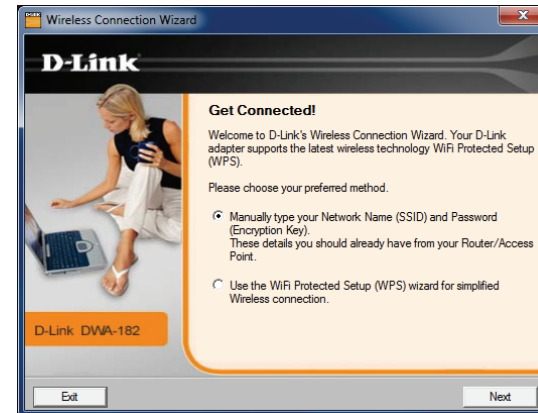 Wireless Connection Wizard
D-Link
Get Connected!
Welcome to D-Link's Wireless Connection Wizard. Your D-Link
adapter supports the latest wireless technology WiFi Protected Setup
(WPS).
Please choose your preferred method.
Manually type your Network Name (SSID) and Password
(Encryption Key).
These details you should already have from your Router/Access
Point.
Use the WiFi Protected Setup (WPS) wizard for simplified
Wireless connection.
D-Link DWA-182
Exit
Next